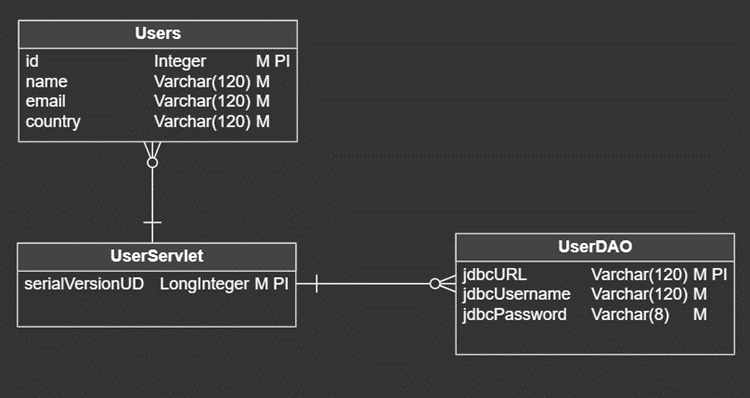 Users
id Integer M PI
name Varchar(120) M
email Varchar(120) M
country Varchar(120) M
UserServlet
serialVersionUD LongInteger M PI
UserDAO
jdbcURL Varchar(120) M PI
jdbcUsername Varchar(120) M
jdbcPassword Varchar(8) M